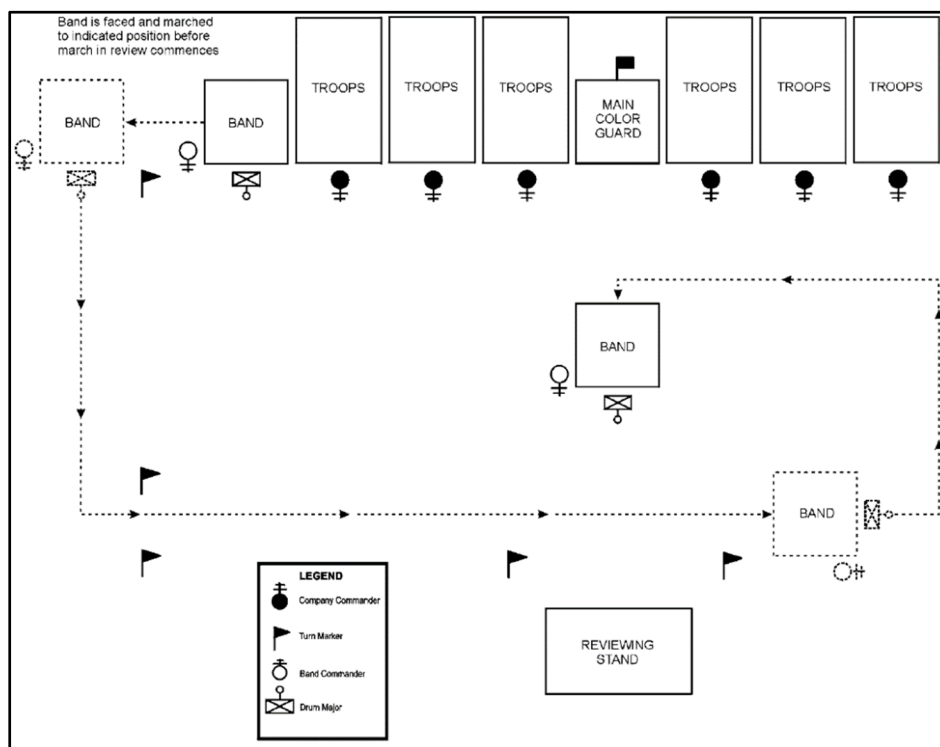 Band is faced and marched
to indicated position before
march in review commences
BAND
BAND
TROOPS
TROOPS
TROOPS
MAIN
COLOR
GUARD
TROOPS
TROOPS
TROOPS
BAND
BAND
LEGEND
Company Commander
Turn Marker
Band Commander
Drum Major
REVIEWING
STAND